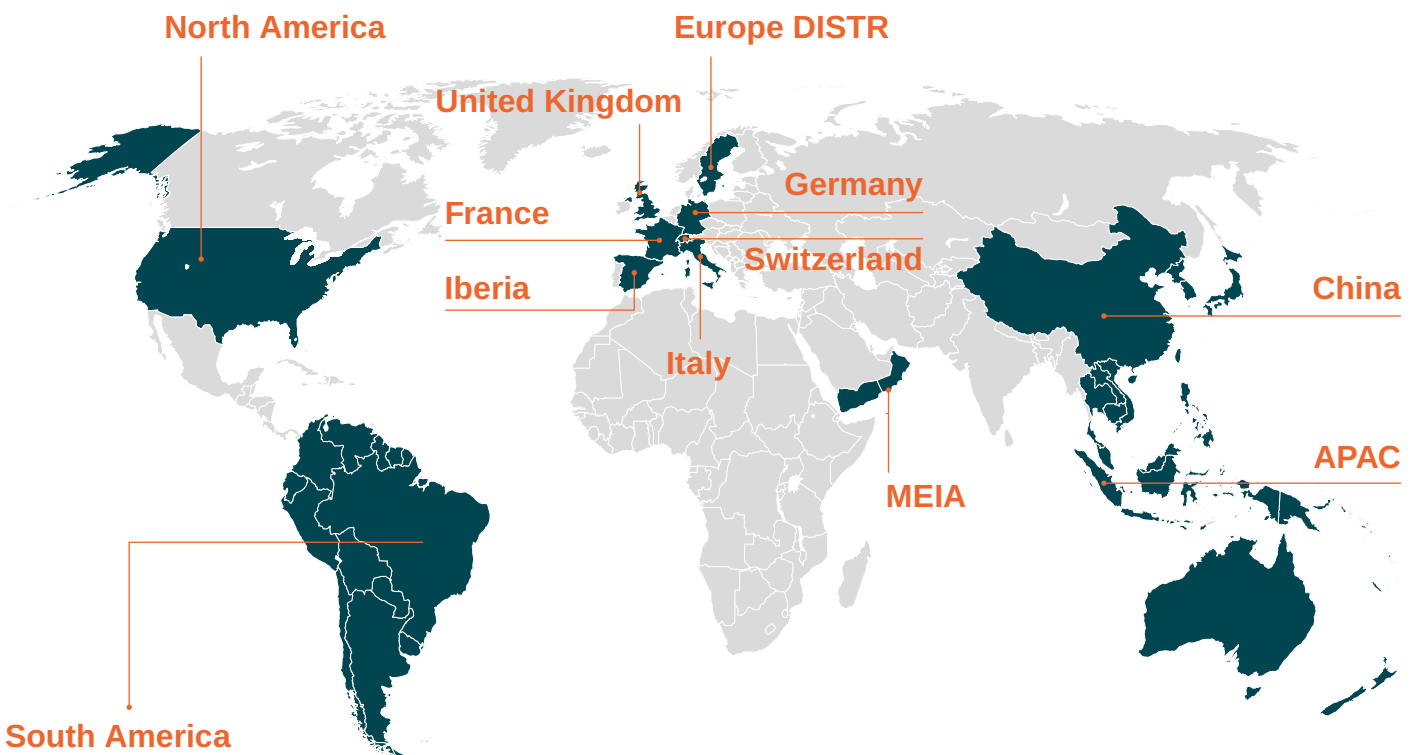 North America
Europe DISTR
United Kingdom
Germany
France
Switzerland
Iberia
China
Italy
APAC
MEIA
South America